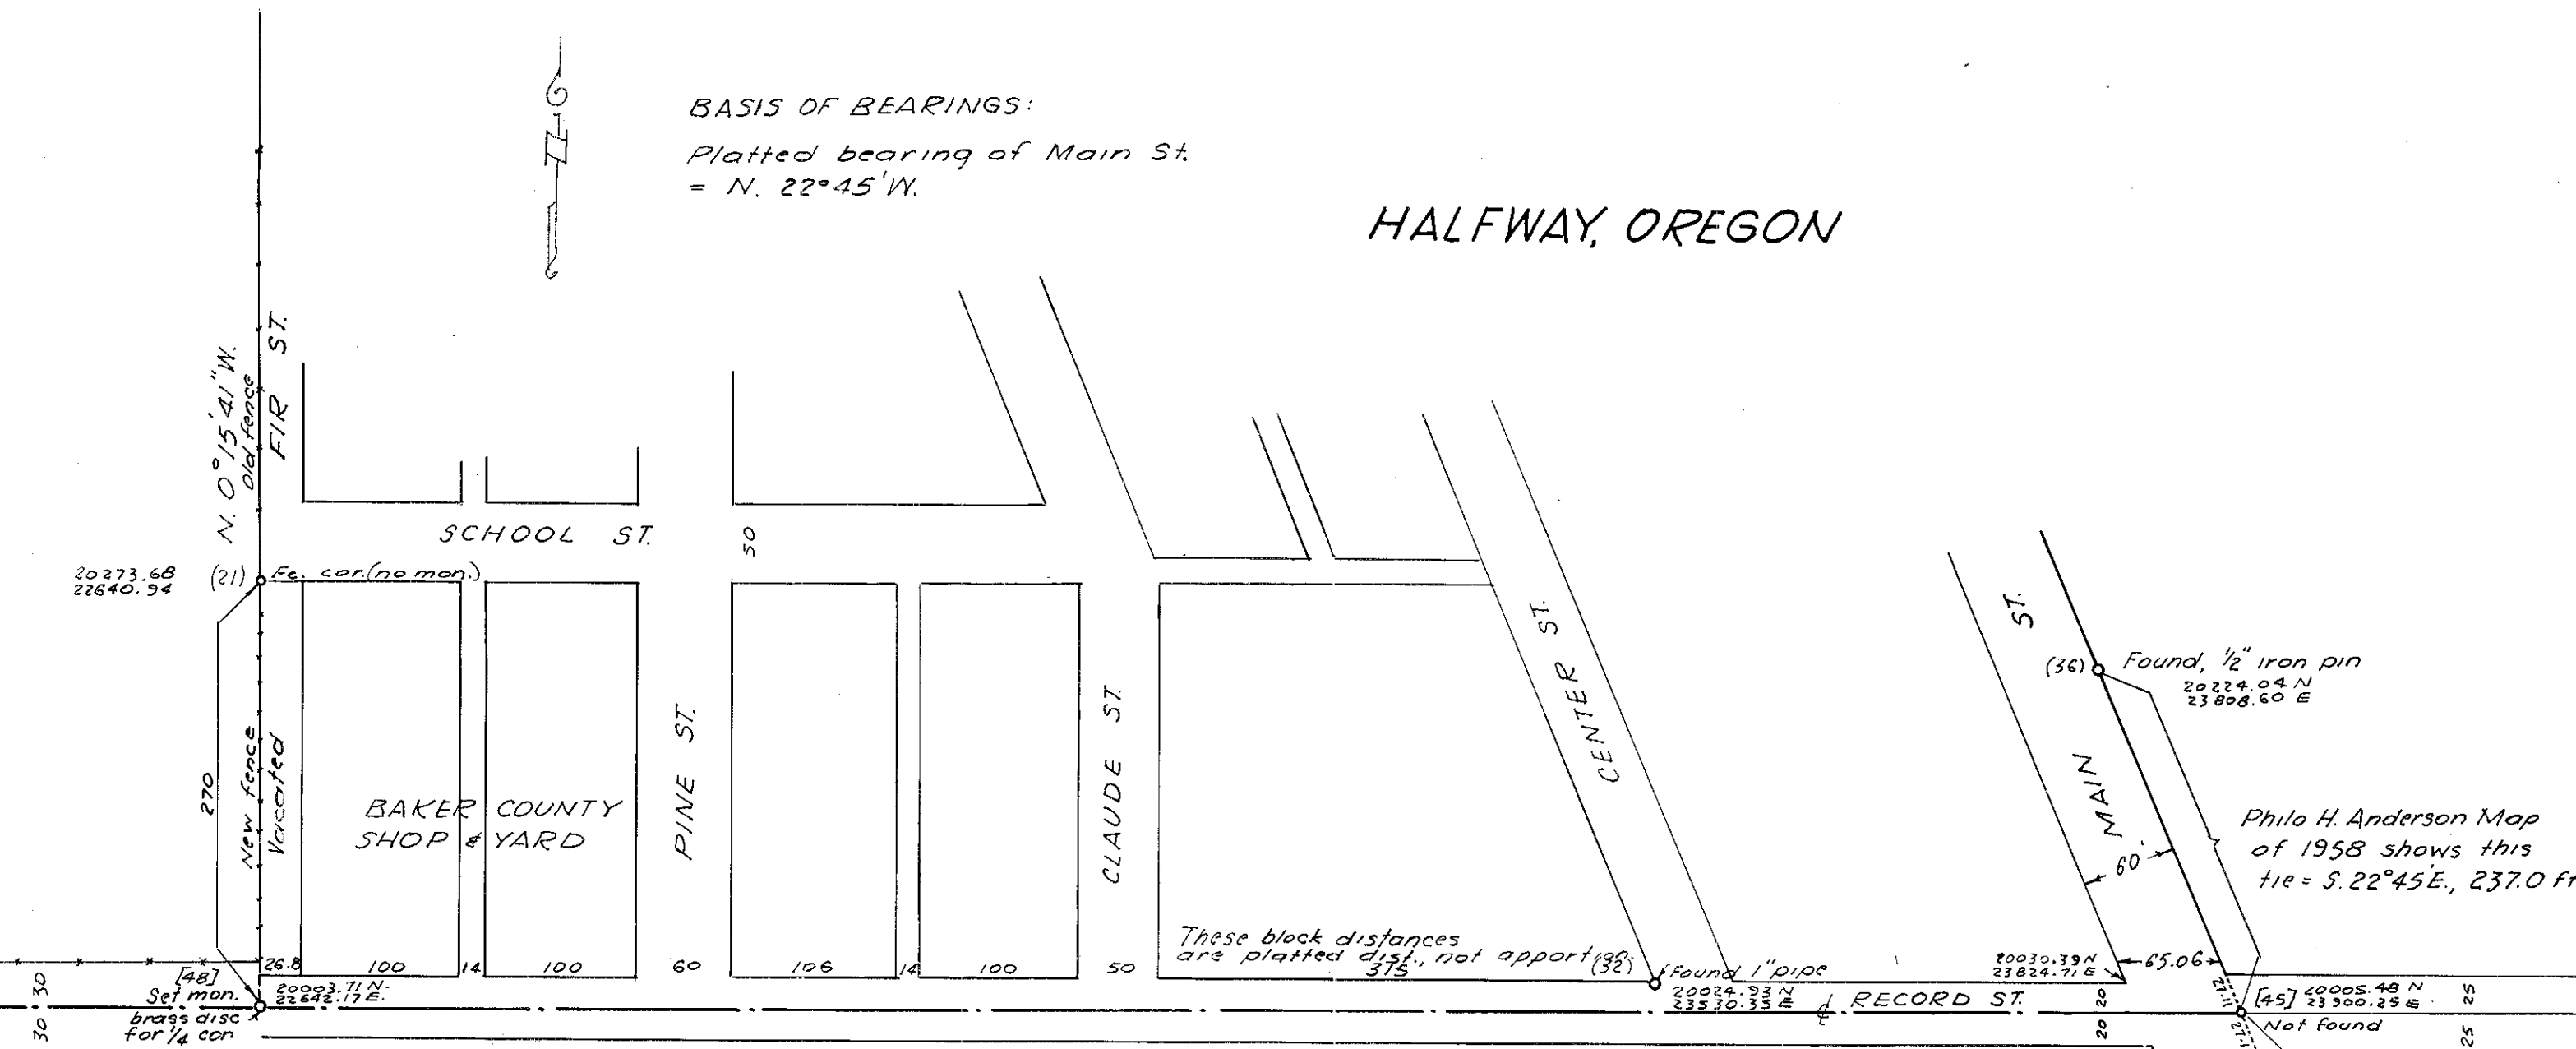 BASIS OF BEARINGS:
Platted bearing of Main St.
= N. 22°45'W.
N
HALFWAY, OREGON
N. 0°15'41"W.
Old fence
FIR ST.
SCHOOL ST.
50
20273.68
22640.94
(21)
Fc. cor.(no mon.)
270
New fence
Vacated
BAKER COUNTY
SHOP & YARD
PINE ST.
CLAUDE ST.
CENTER ST.
MAIN ST.
(36)
Found, 1/2" iron pin
20224.04 N
23808.60 E
60'
Philo H. Anderson Map
of 1958 shows this
tie = S. 22°45'E., 237.0 ft
These block distances
are platted dist., not apportion.
26.8
100
14
100
60
106
14
100
50
375
(32)
Found 1" pipe
20024.93 N
23530.35 E
20030.39 N
23824.71 E
65.06
30
30
[48]
Set mon.
brass disc
for 1/4 cor
20003.71 N.
22642.17 E.
℄ RECORD ST.
20
20
27.11
[45]
20005.48 N
23900.25 E
Not found
25
25